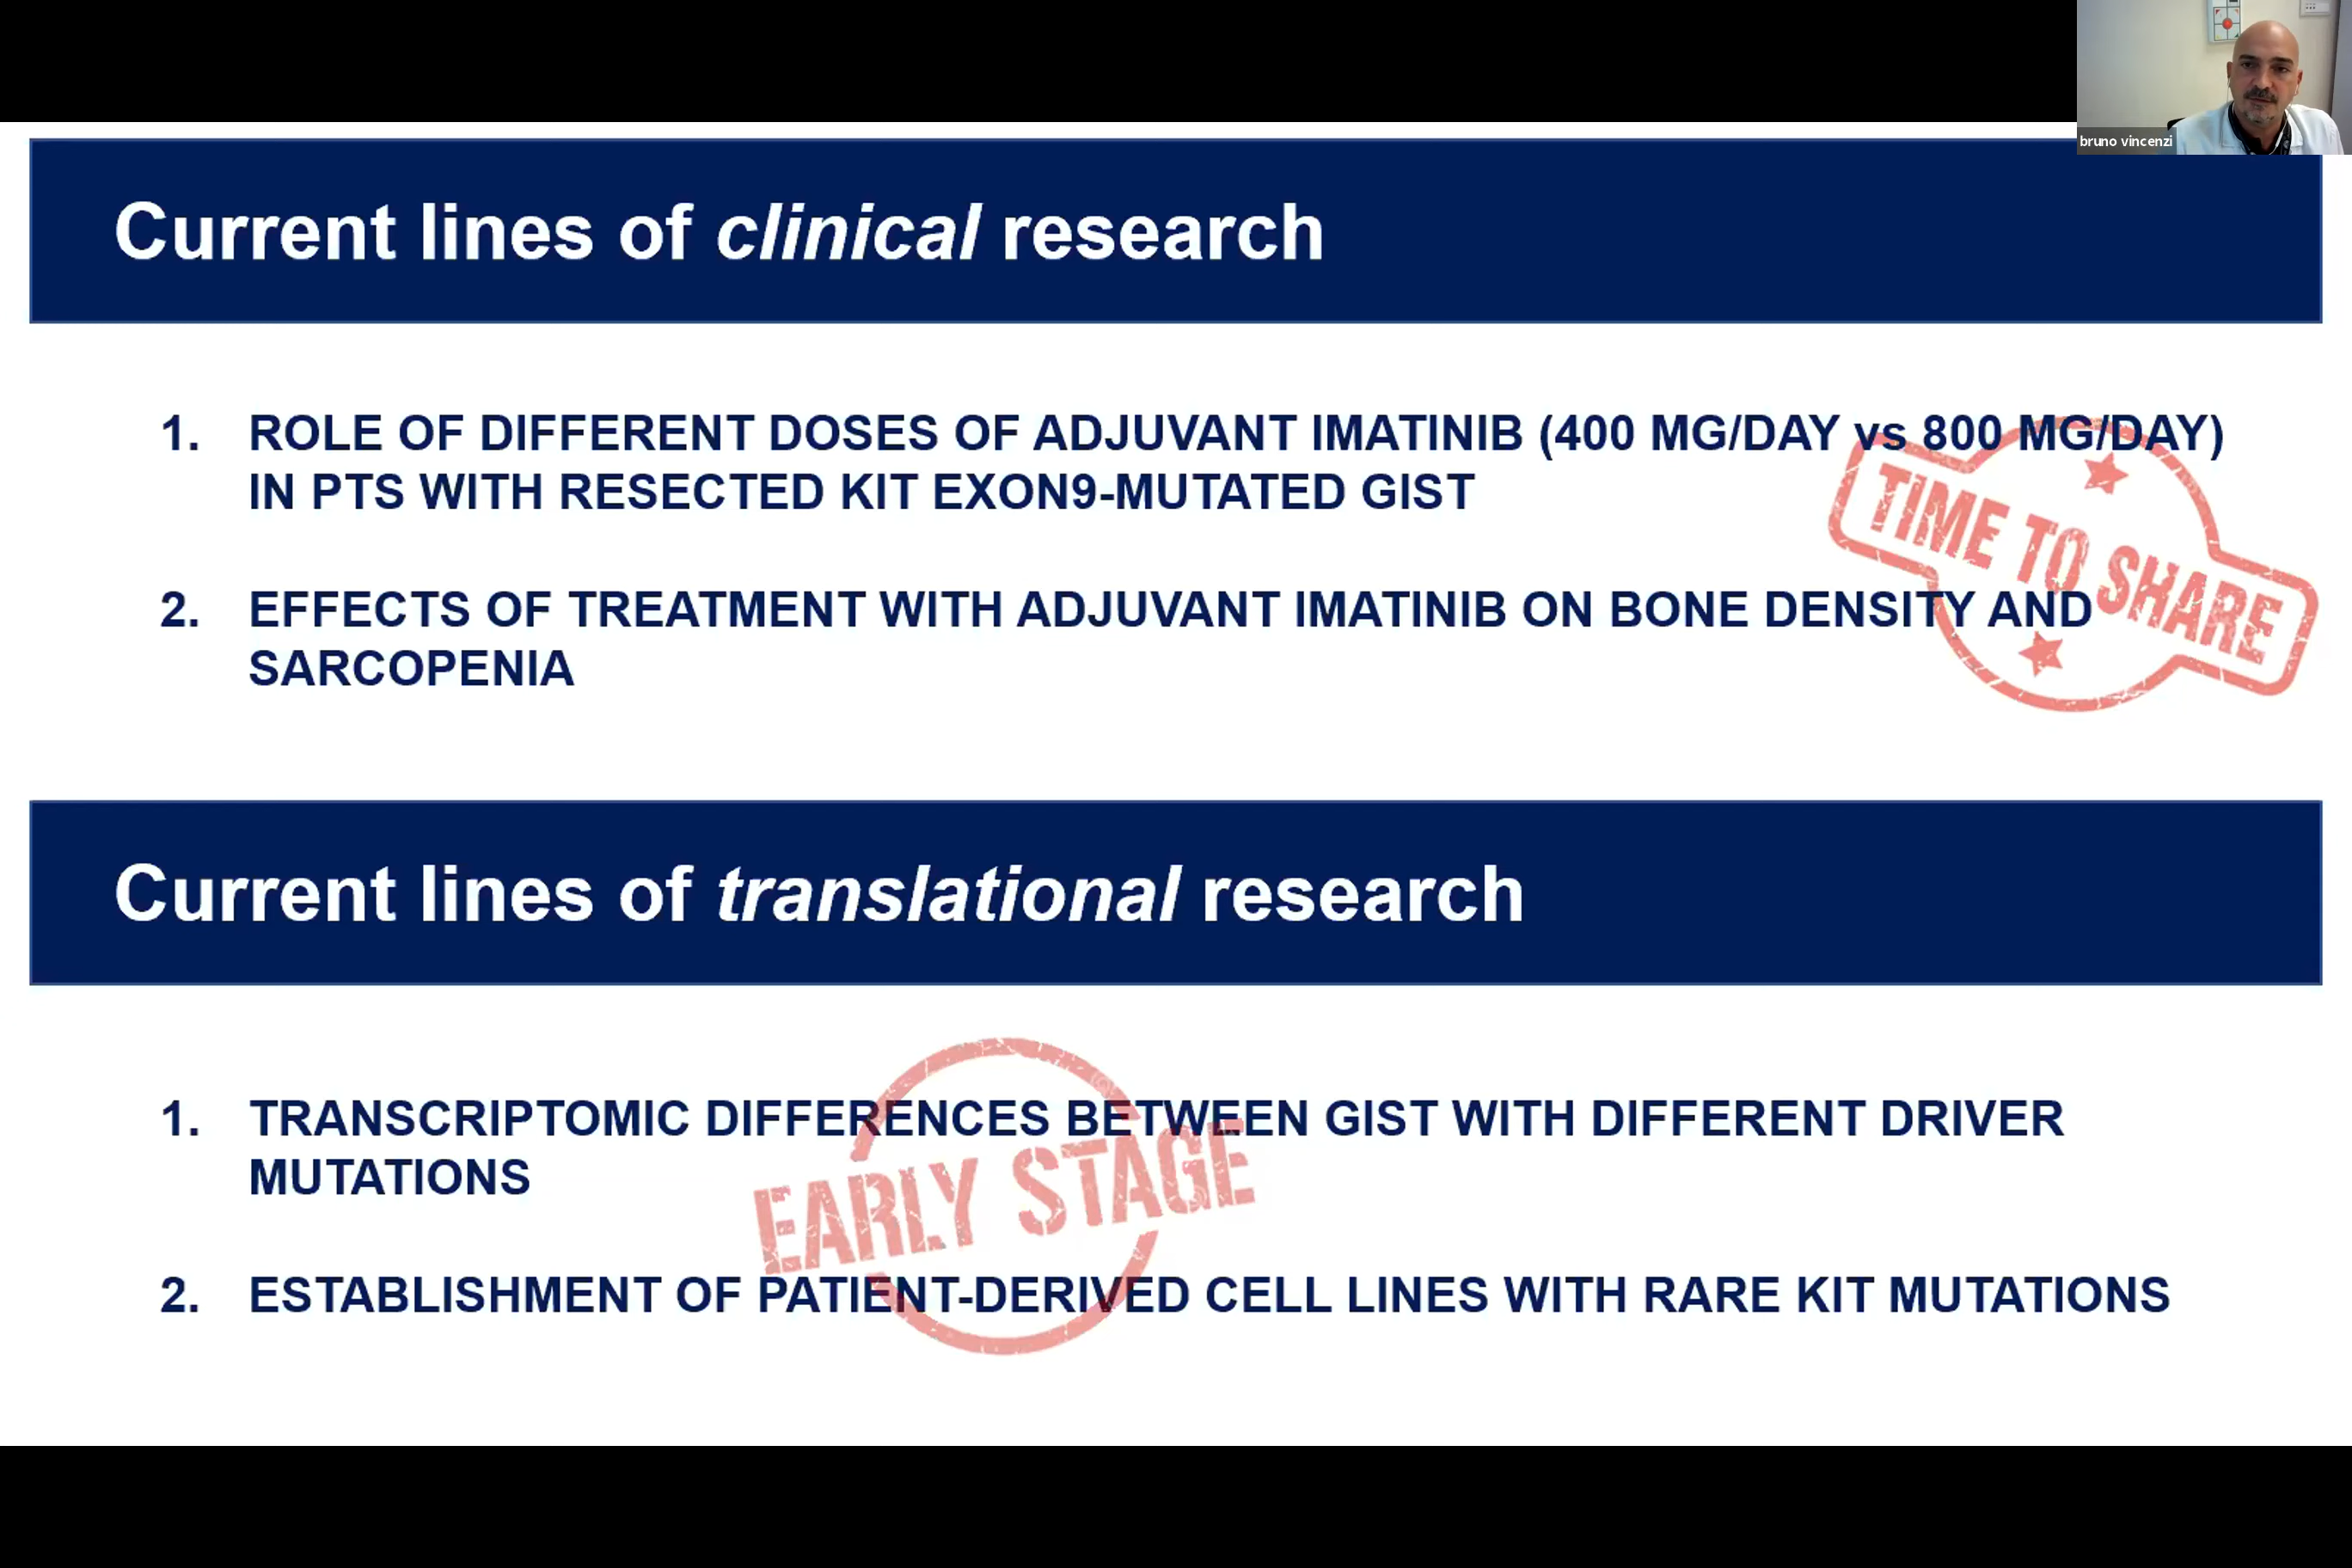 bruno vincenzi
Current lines of clinical research
1. ROLE OF DIFFERENT DOSES OF ADJUVANT IMATINIB (400 MG/DAY vs 800 MG/DAY)
IN PTS WITH RESECTED KIT EXON9-MUTATED GIST
2. EFFECTS OF TREATMENT WITH ADJUVANT IMATINIB ON BONE DENSITY AND
SARCOPENIA
TIME TO SHARE
Current lines of translational research
1. TRANSCRIPTOMIC DIFFERENCES BETWEEN GIST WITH DIFFERENT DRIVER
MUTATIONS
EARLY STAGE
2. ESTABLISHMENT OF PATIENT-DERIVED CELL LINES WITH RARE KIT MUTATIONS